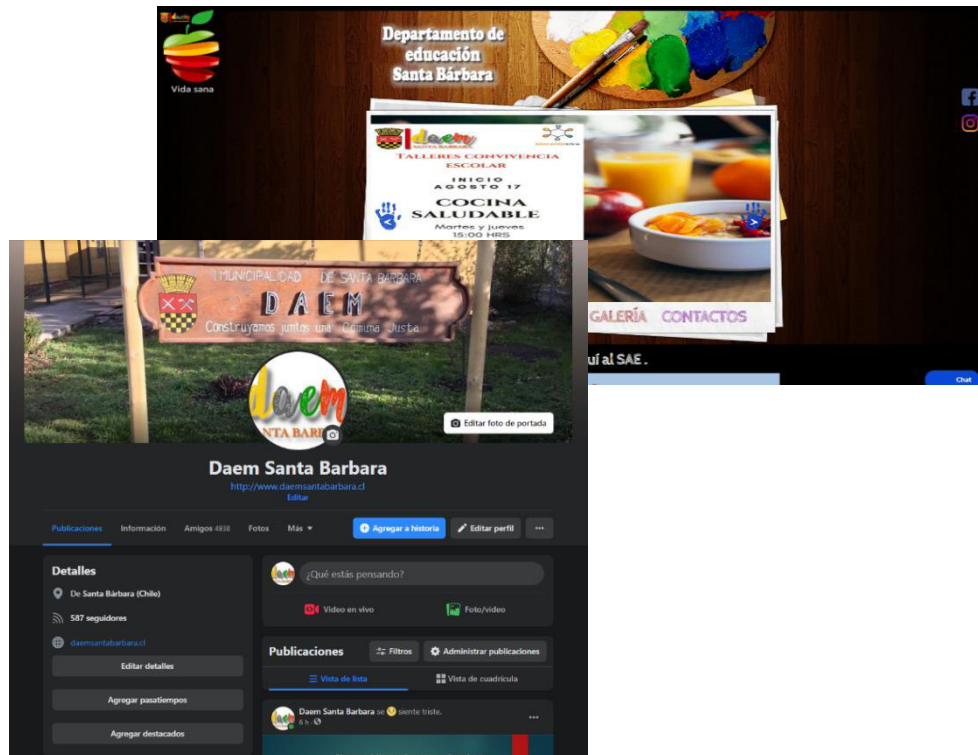 Vida sana
Departamento de
educación
Santa Bárbara
daem
SANTA BARBARA
TALLERES CONVIVENCIA
ESCOLAR
INICIO
AGOSTO 17
COCINA
SALUDABLE
Martes y jueves
15:00 HRS
GALERÍA CONTACTOS
uí al SAE .
Chat
I MUNICIPALIDAD DE SANTA BARBARA
DAEM
Construyamos juntos una Comuna Justa
daem
ANTA BARB
Editar foto de portada
Daem Santa Barbara
http://www.daemsantabarbara.cl
Editar
Publicaciones Información Amigos 4938 Fotos Más Agregar a historia Editar perfil ...
Detalles
De Santa Bárbara (Chile)
587 seguidores
daemsantabarbara.cl
Editar detalles
Agregar pasatiempos
Agregar destacados
¿Qué estás pensando?
Video en vivo Foto/video
Publicaciones Filtros Administrar publicaciones
Vista de lista Vista de cuadrícula
Daem Santa Barbara se siente triste.
6 h ·